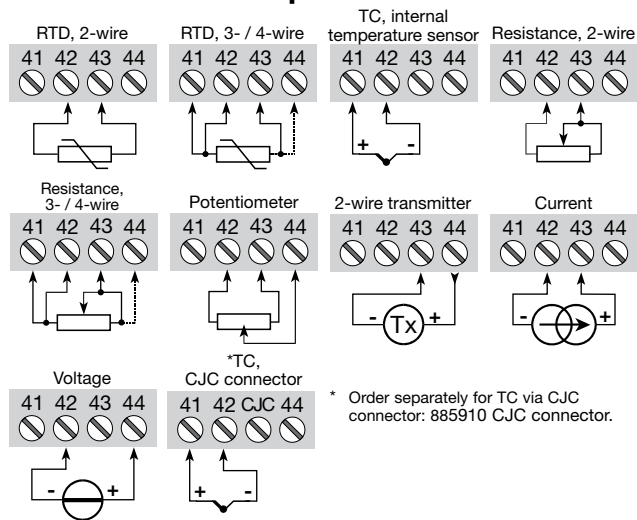 RTD, 2-wire
41 42 43 44
RTD, 3- / 4-wire
41 42 43 44
TC, internal
temperature sensor
41 42 43 44
+ -
Resistance, 2-wire
41 42 43 44
Resistance,
3- / 4-wire
41 42 43 44
Potentiometer
41 42 43 44
2-wire transmitter
41 42 43 44
- Tx +
Current
41 42 43 44
- +
Voltage
41 42 43 44
- +
*TC,
CJC connector
41 42 CJC 44
+ -
* Order separately for TC via CJC
connector: 885910 CJC connector.